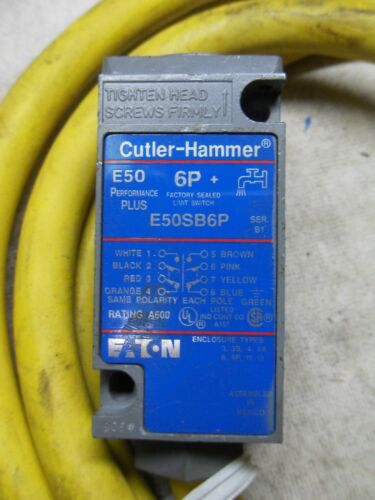 TIGHTEN HEAD
SCREWS FIRMLY
Cutler-Hammer®
E50 6P +
PERFORMANCE PLUS
FACTORY SEALED
LIMIT SWITCH
E50SB6P SER. B1
WHITE 1 5 BROWN
BLACK 2 6 PINK
RED 3 7 YELLOW
ORANGE 4 8 BLUE
SAME POLARITY EACH POLE GREEN
RATING A600 UL LISTED
IND CONT EQ
A151
EATON
ENCLOSURE TYPES
ASSEMBLED
IN
MEXICO